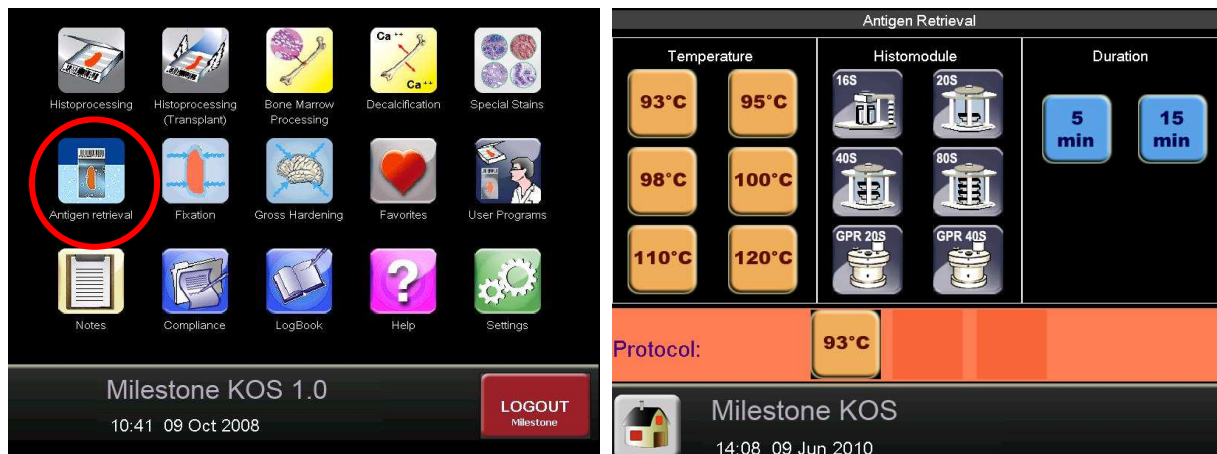 Ca ++
Ca ++
Histoprocessing
Histoprocessing
(Transplant)
Bone Marrow
Processing
Decalcification
Special Stains
Antigen retrieval
Fixation
Gross Hardening
Favorites
User Programs
?
Notes
Compliance
LogBook
Help
Settings
Milestone KOS 1.0
10:41 09 Oct 2008
LOGOUT
Milestone
Antigen Retrieval
Temperature
93°C
95°C
98°C
100°C
110°C
120°C
Histomodule
16S
20S
40S
80S
GPR 20S
GPR 40S
Duration
5
min
15
min
Protocol:
93°C
Milestone KOS
14:08 09 Jun 2010